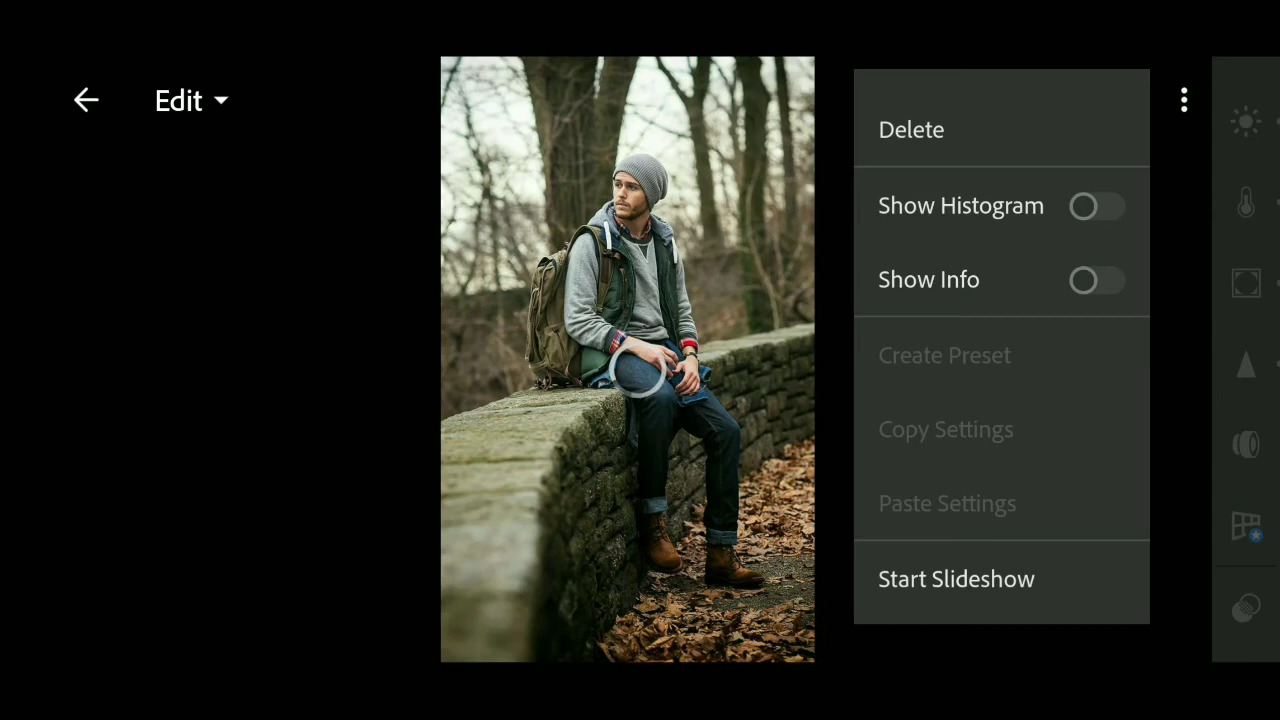 Edit
Delete
Show Histogram
Show Info
Create Preset
Copy Settings
Paste Settings
Start Slideshow